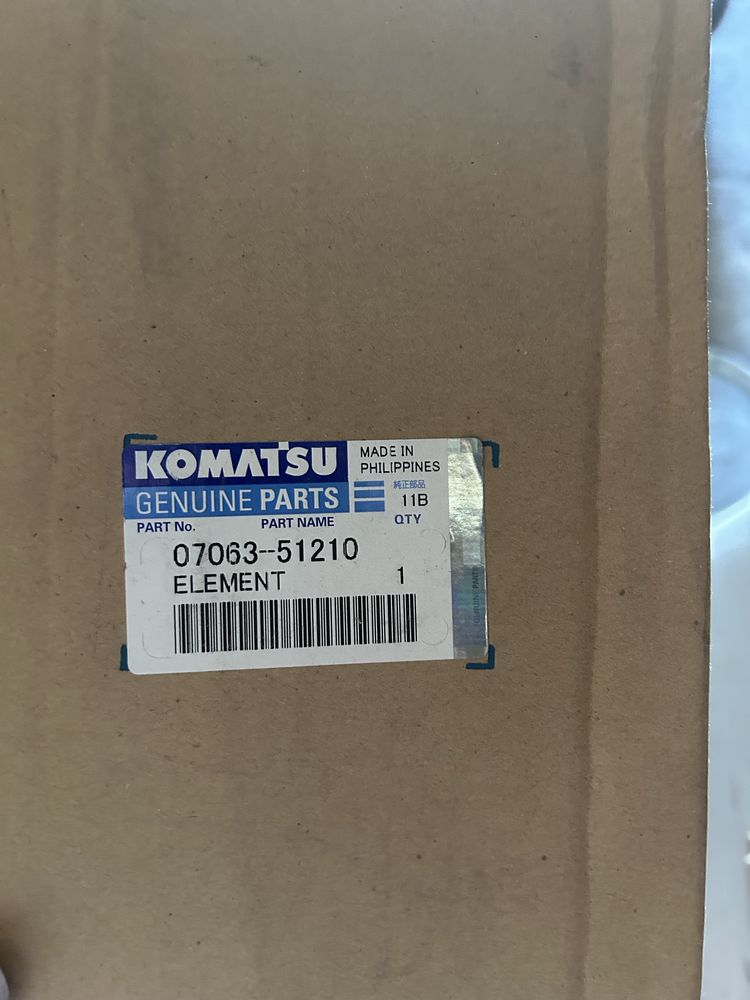 KOMATSU
MADE IN
PHILIPPINES
GENUINE PARTS
純正部品
11B
PART No.
PART NAME
QTY
07063-51210
ELEMENT
1